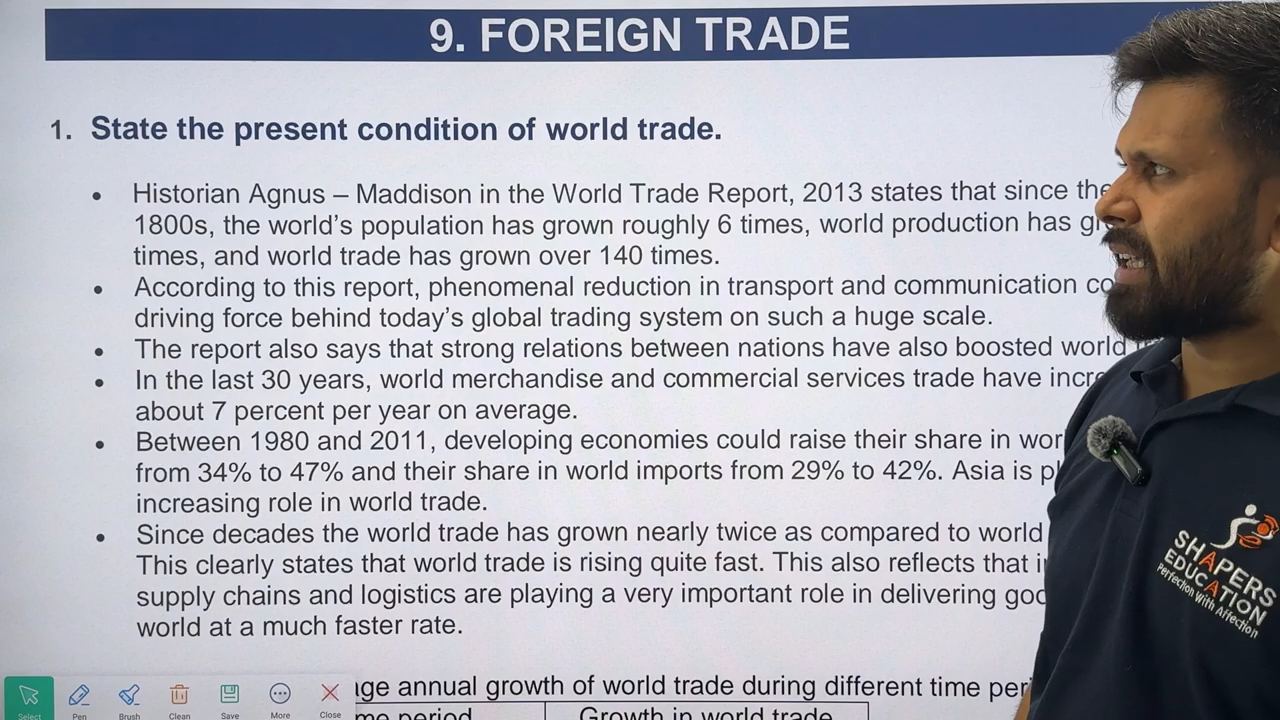 9. FOREIGN TRADE
1. State the present condition of world trade.
• Historian Agnus – Maddison in the World Trade Report, 2013 states that since the
1800s, the world's population has grown roughly 6 times, world production has
times, and world trade has grown over 140 times.
• According to this report, phenomenal reduction in transport and communication
driving force behind today's global trading system on such a huge scale.
• The report also says that strong relations between nations have also boosted world
• In the last 30 years, world merchandise and commercial services trade have
about 7 percent per year on average.
• Between 1980 and 2011, developing economies could raise their share in
from 34% to 47% and their share in world imports from 29% to 42%. Asia is
increasing role in world trade.
• Since decades the world trade has grown nearly twice as compared to world
This clearly states that world trade is rising quite fast. This also reflects that
supply chains and logistics are playing a very important role in delivering
world at a much faster rate.
annual growth of world trade during different time
period
Growth in world trade
Select Pen Brush Clean Save More Close
SHAPERS
EDUCATION
Perfection With Affection